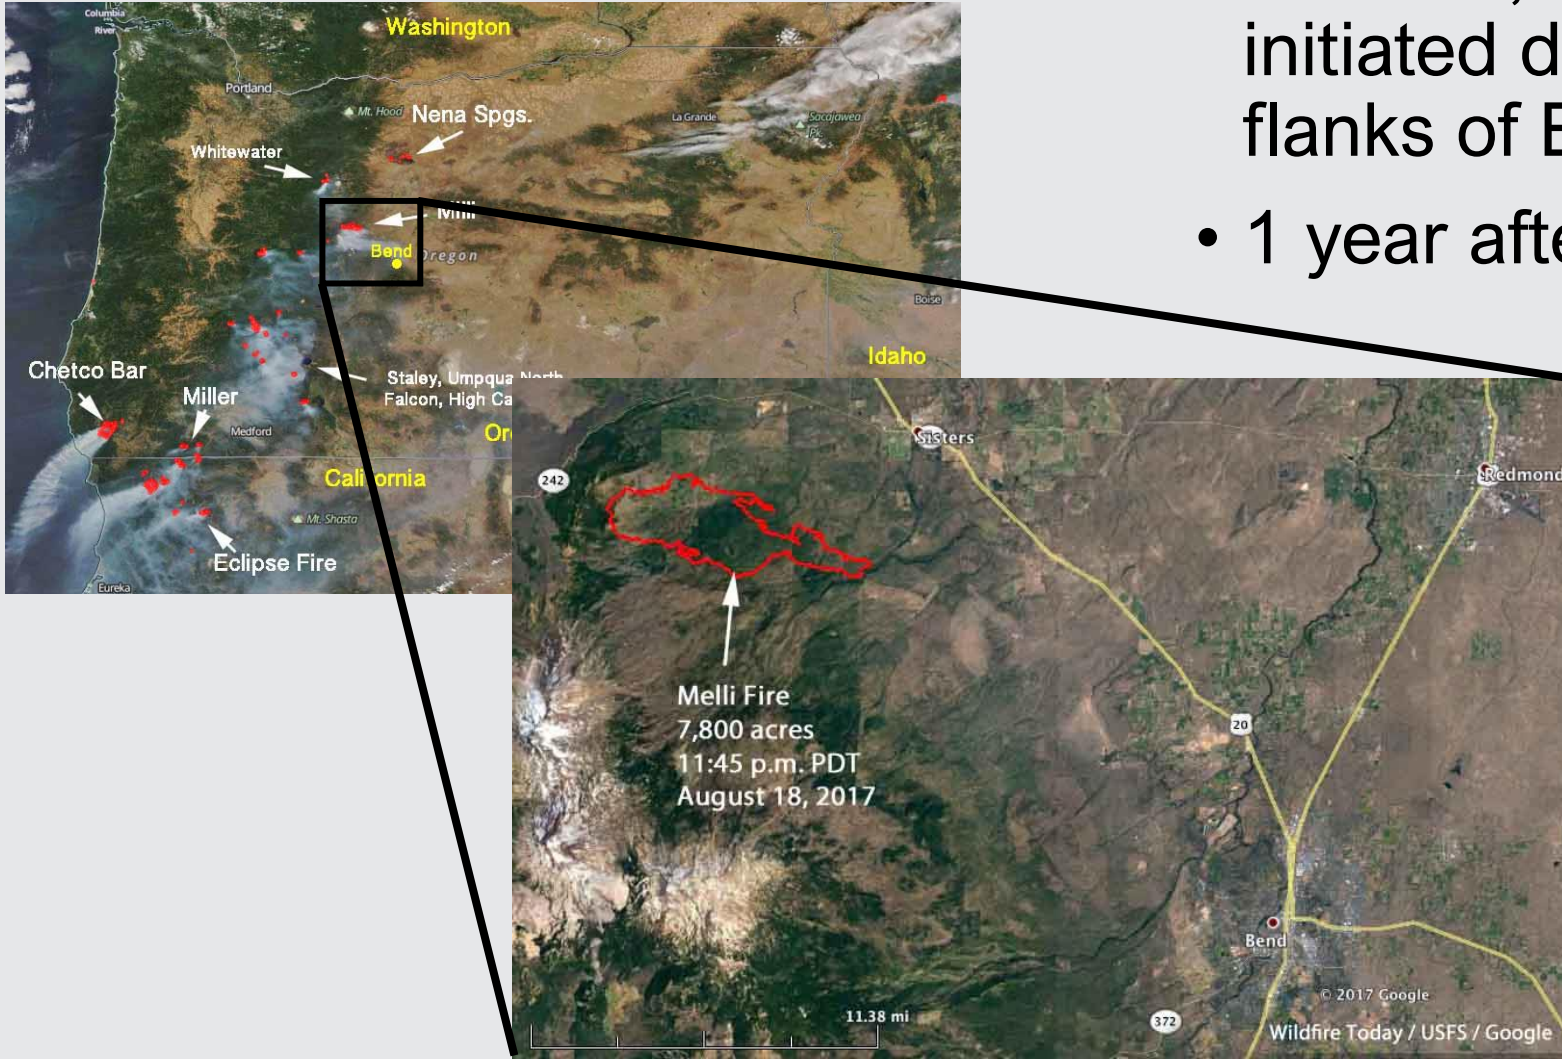 Columbia
River
Washington
Portland
Mt. Hood
Nena Spgs.
La Grande
Sacajawea
Pk.
Whitewater
Bend
Oregon
Boise
Idaho
Chetco Bar
Miller
Staley, Umpqua North
Falcon, High Ca
Medford
Or
California
Mt. Shasta
Eclipse Fire
Eureka
initiated d
flanks of E
• 1 year afte
Sisters
242
Redmond
Melli Fire
7,800 acres
11:45 p.m. PDT
August 18, 2017
20
Bend
© 2017 Google
11.38 mi
372
Wildfire Today / USFS / Google